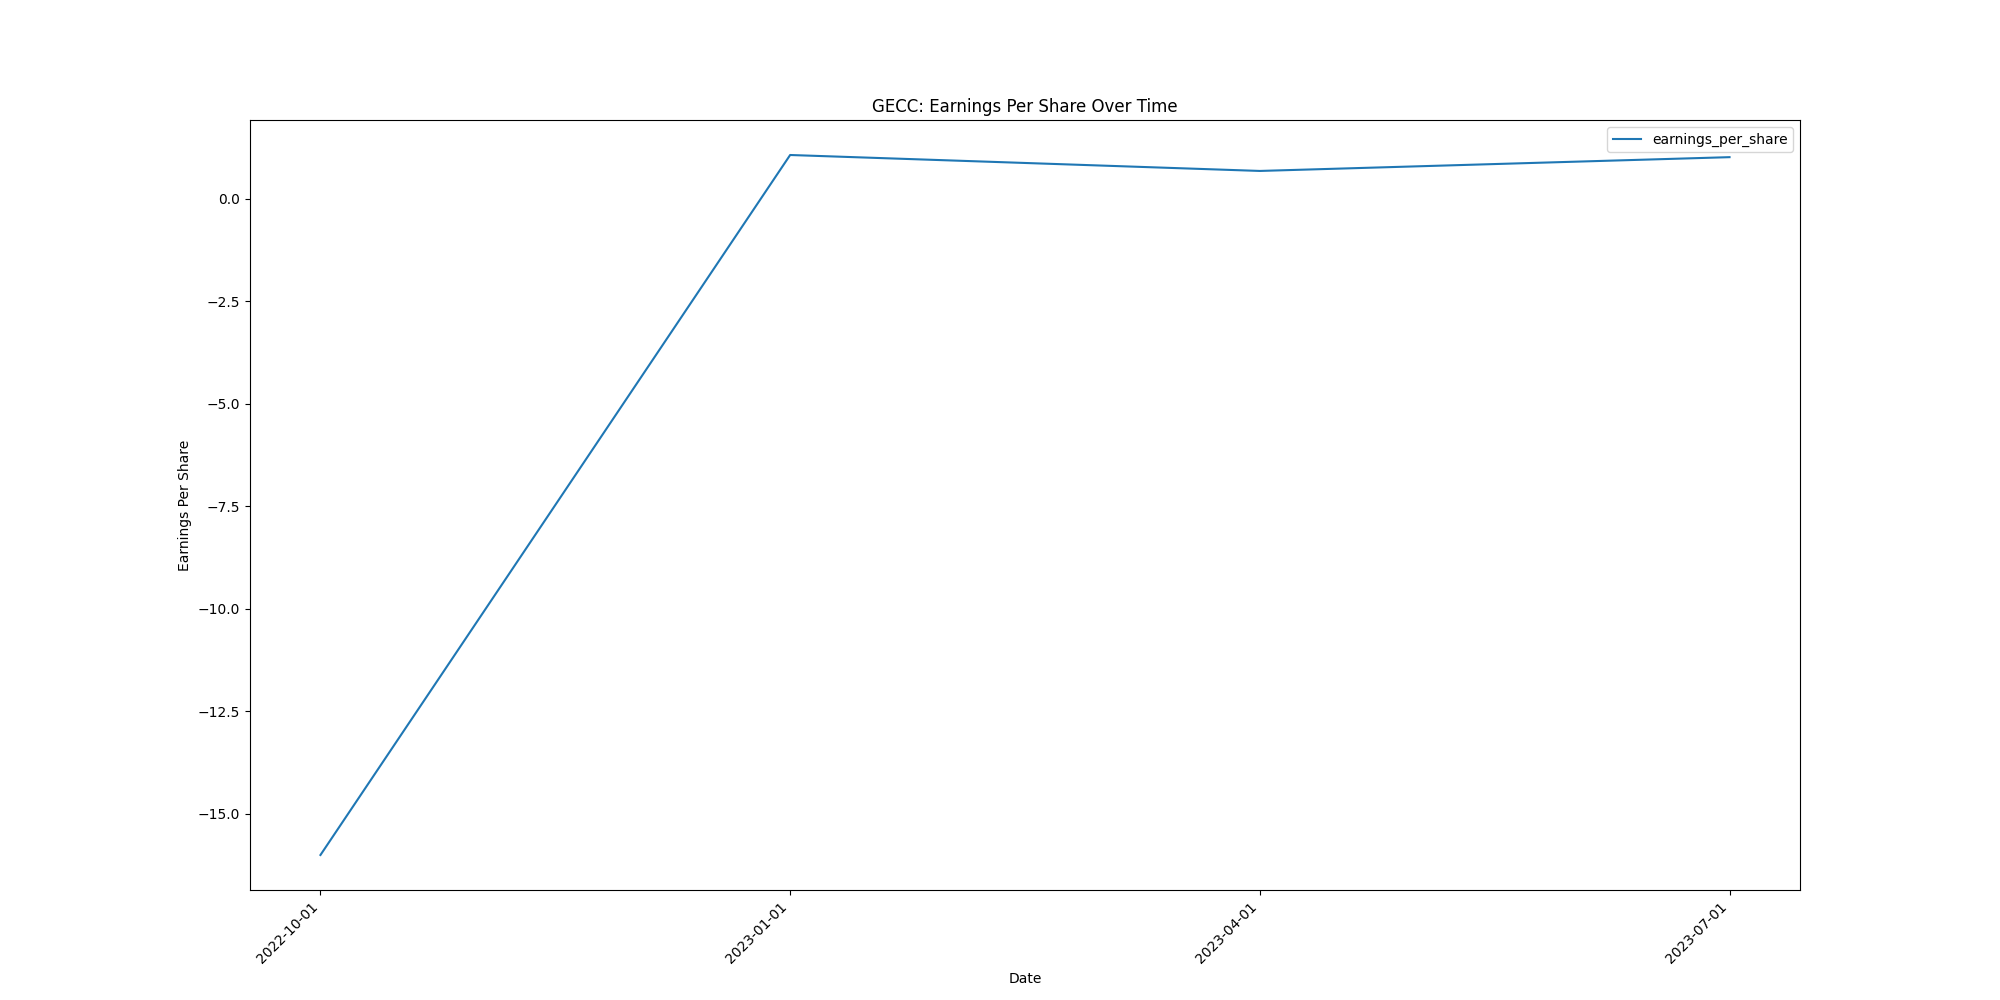 GECC: Earnings Per Share Over Time
earnings_per_share
0.0
−2.5
−5.0
−7.5
−10.0
−12.5
−15.0
Earnings Per Share
2022-10-01
2023-01-01
2023-04-01
2023-07-01
Date